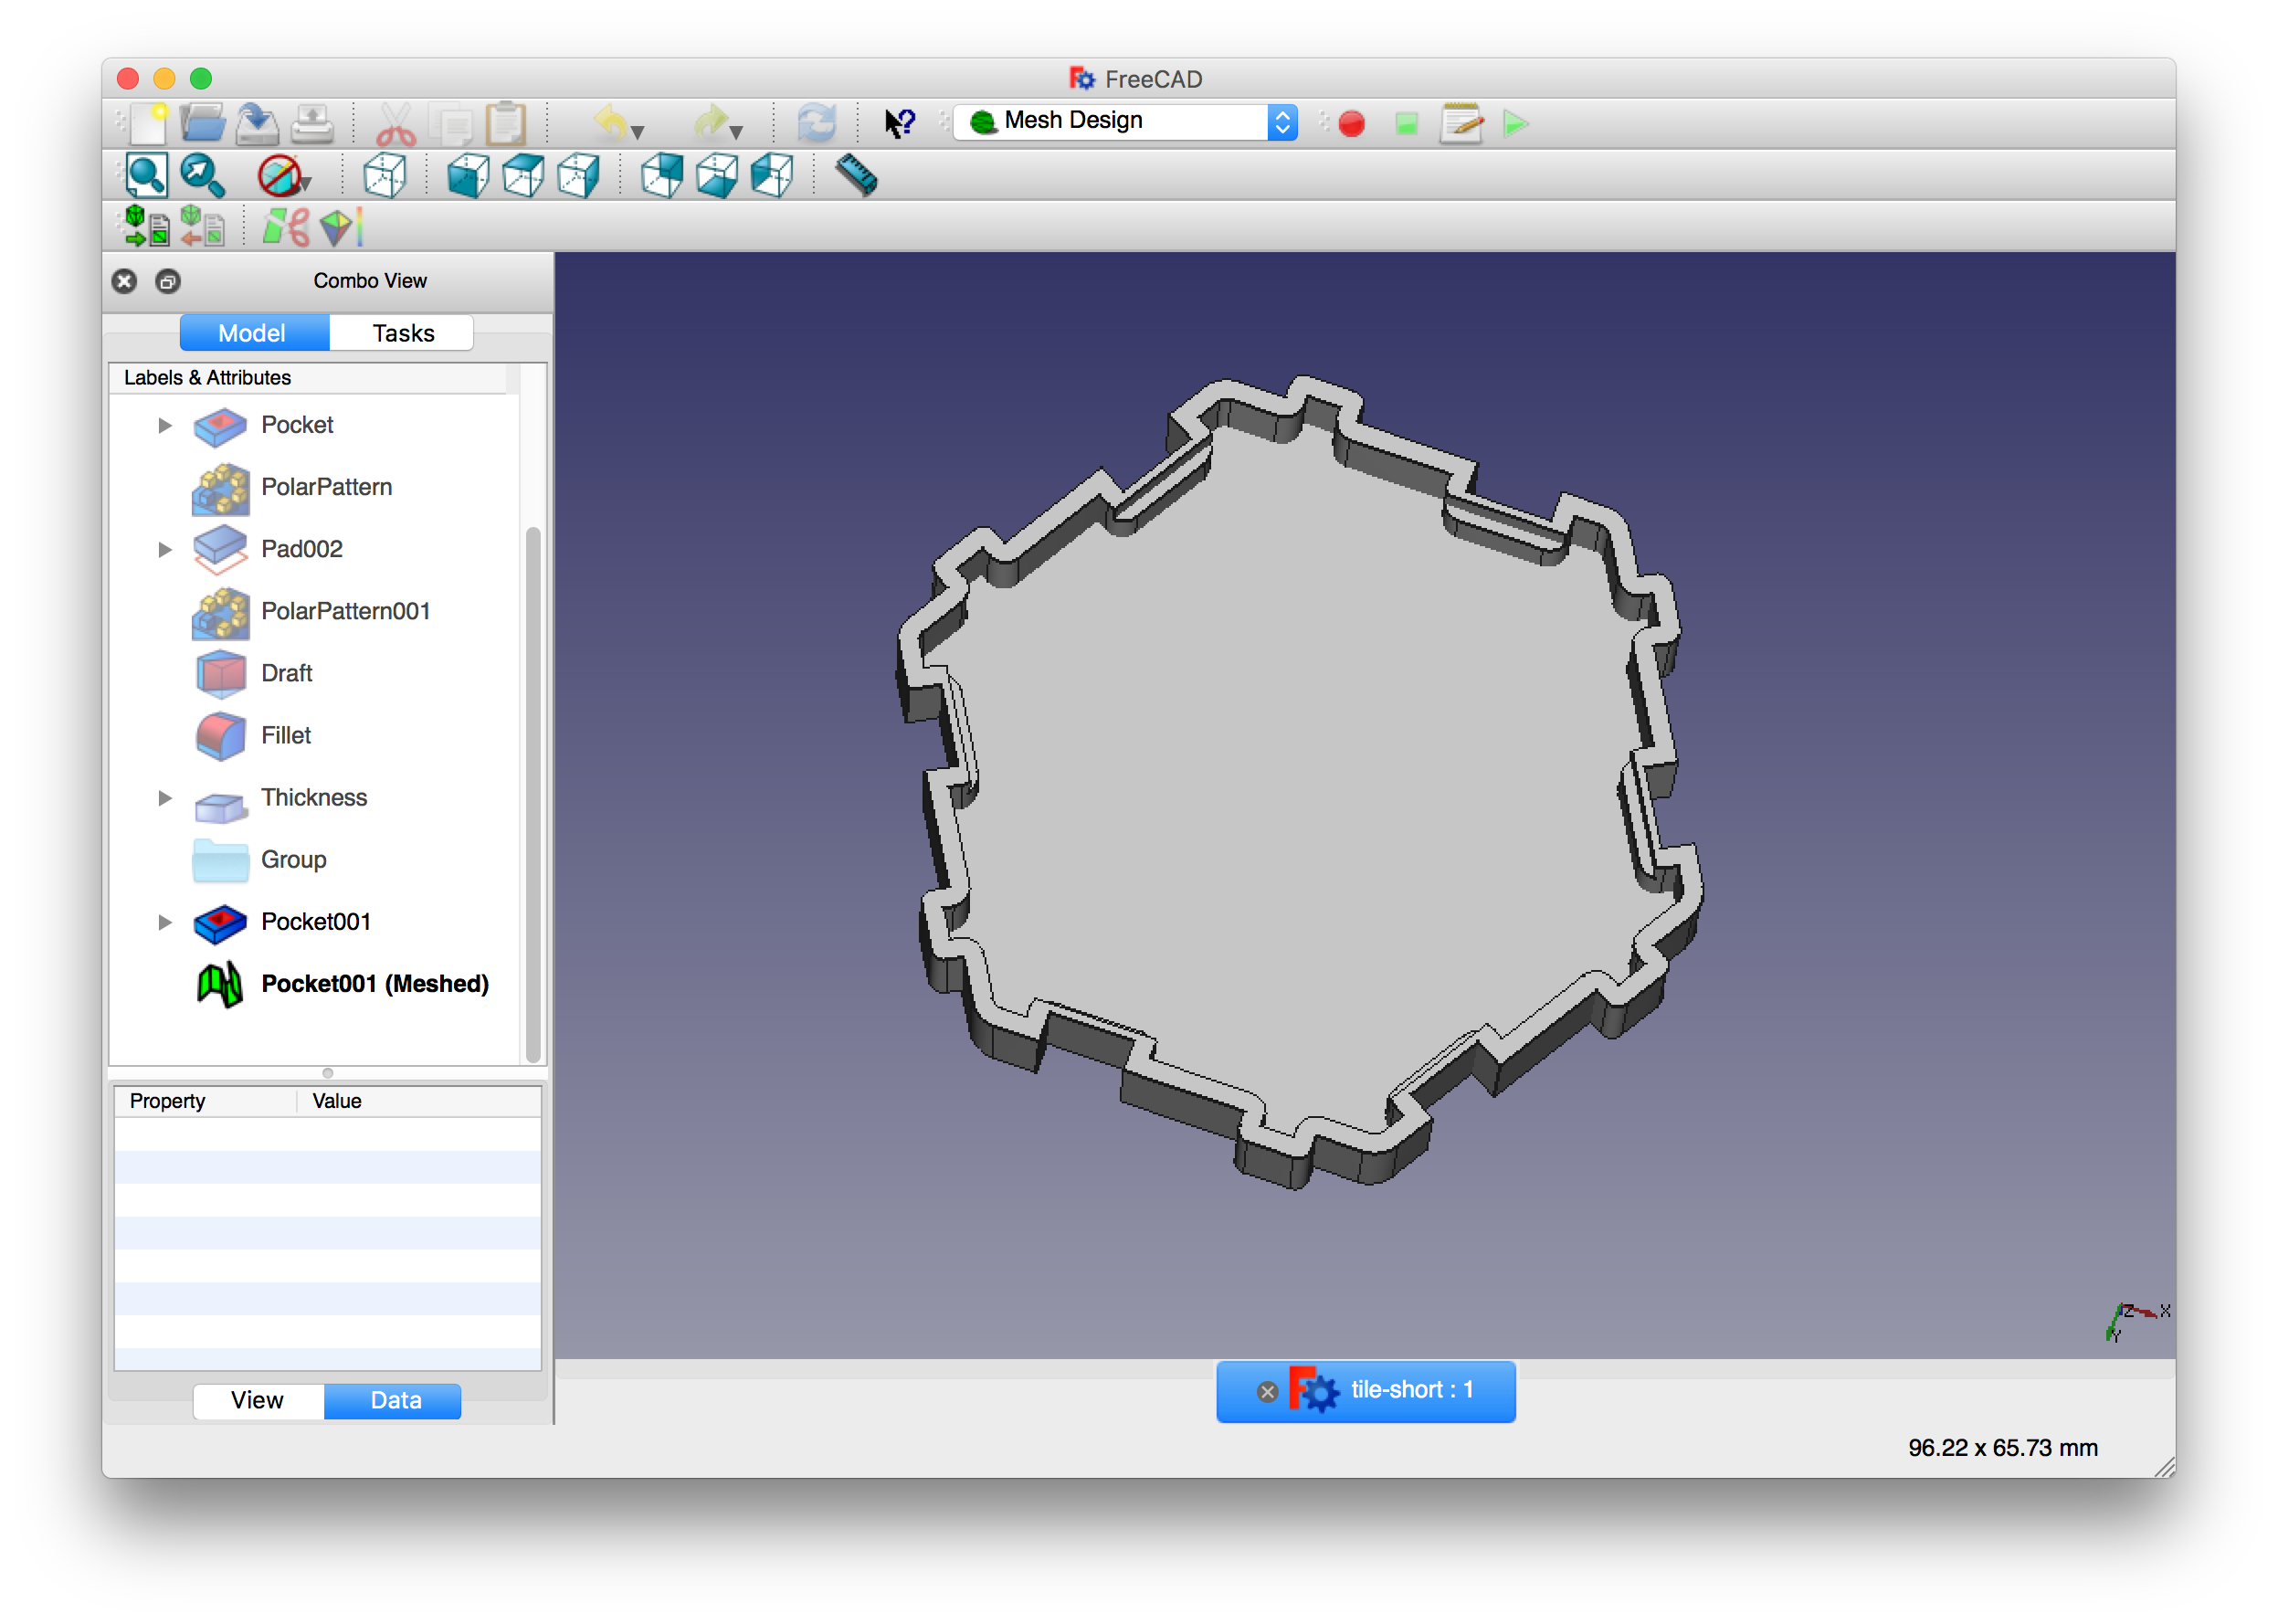 FreeCAD
Mesh Design
Combo View
Model Tasks
Labels & Attributes
Pocket
PolarPattern
Pad002
PolarPattern001
Draft
Fillet
Thickness
Group
Pocket001
Pocket001 (Meshed)
Property Value
View Data
Z X
Y
tile-short : 1
96.22 x 65.73 mm